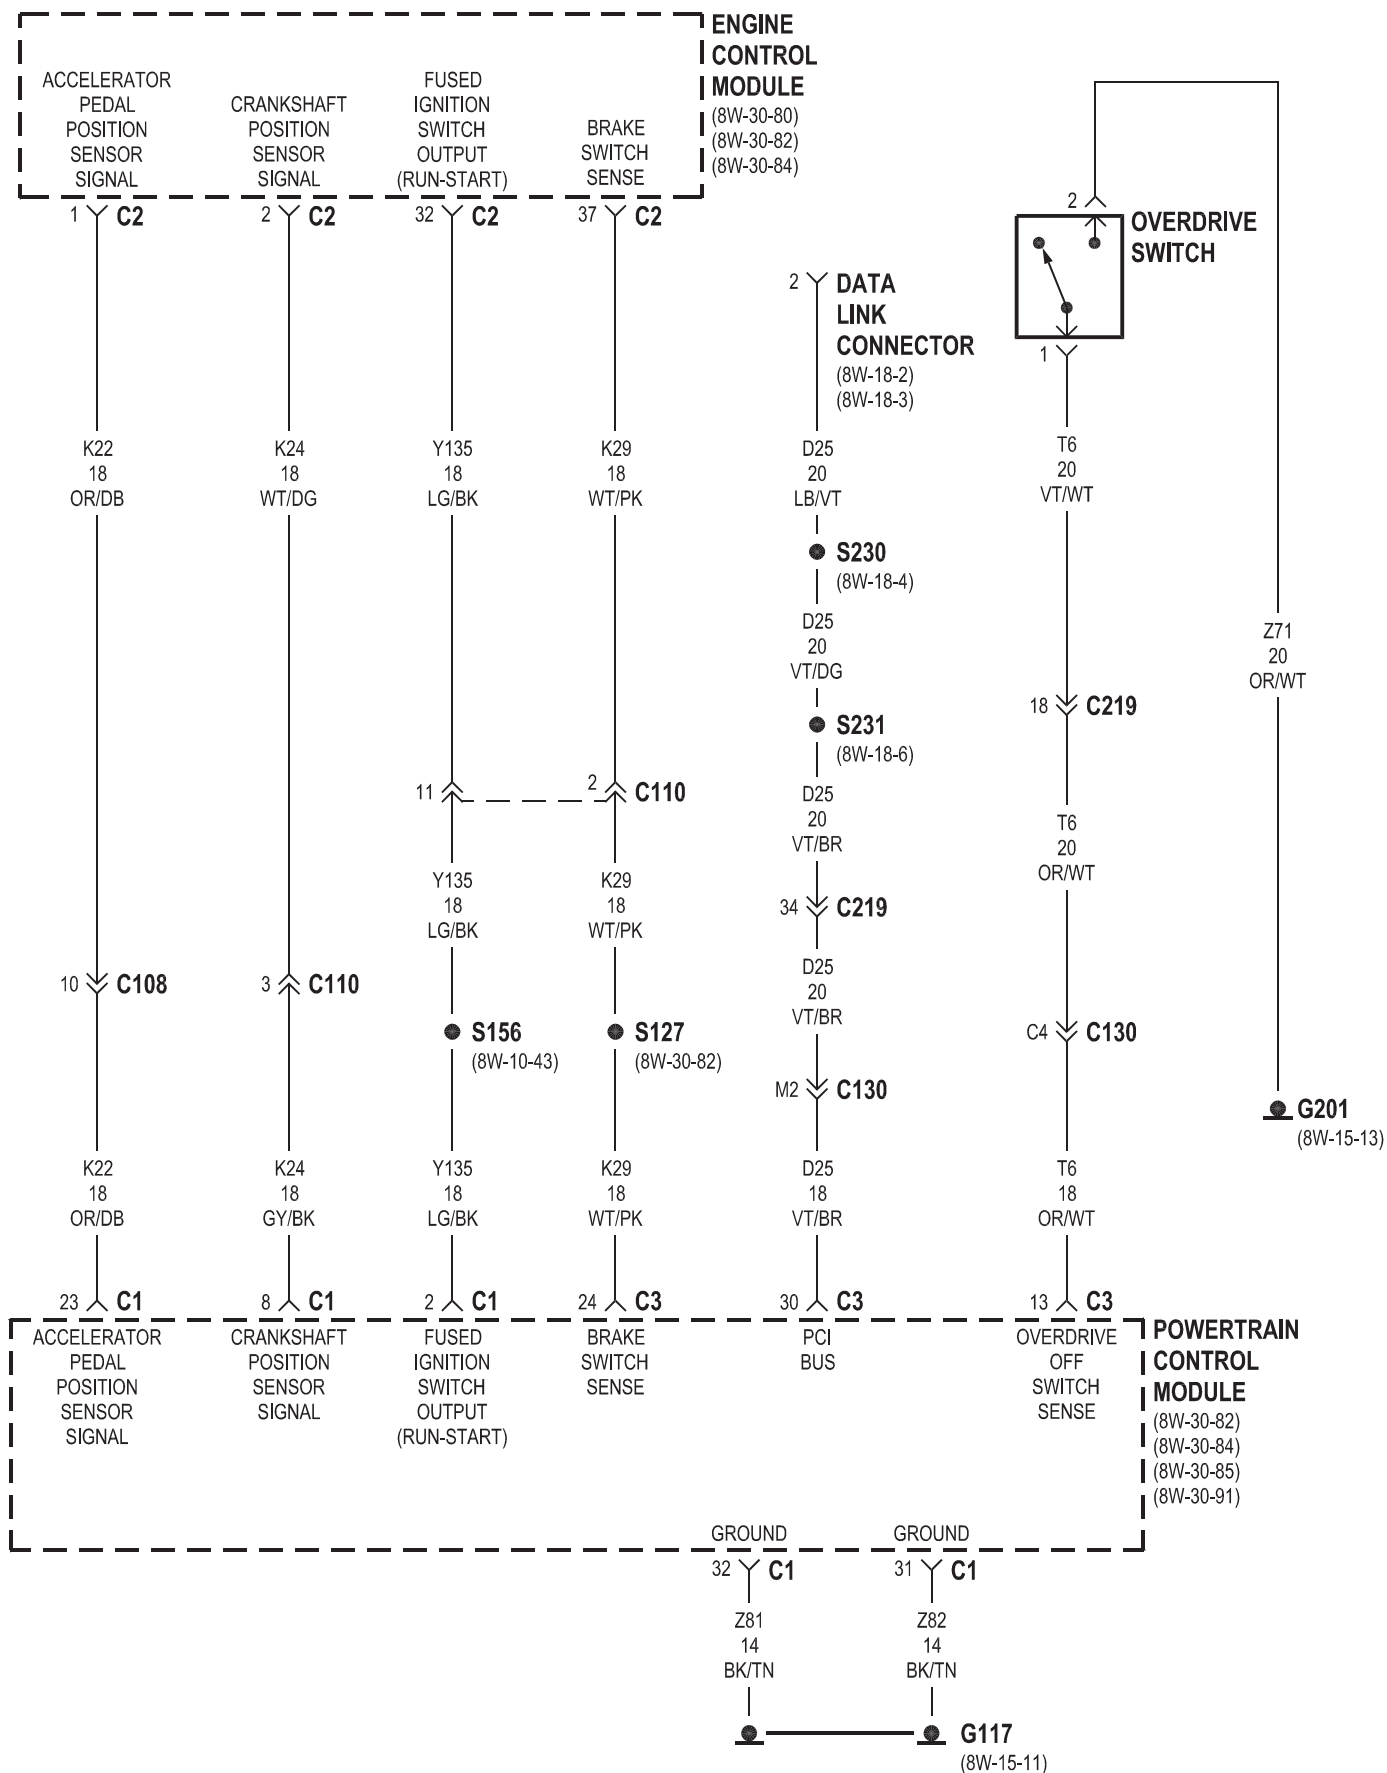 ENGINE
CONTROL
MODULE
(8W-30-80)
(8W-30-82)
(8W-30-84)
ACCELERATOR
PEDAL
POSITION
SENSOR
SIGNAL
CRANKSHAFT
POSITION
SENSOR
SIGNAL
FUSED
IGNITION
SWITCH
OUTPUT
(RUN-START)
BRAKE
SWITCH
SENSE
1 C2
2 C2
32 C2
37 C2
2
OVERDRIVE
SWITCH
1
2 DATA
LINK
CONNECTOR
(8W-18-2)
(8W-18-3)
K22
18
OR/DB
K24
18
WT/DG
Y135
18
LG/BK
K29
18
WT/PK
D25
20
LB/VT
T6
20
VT/WT
S230
(8W-18-4)
D25
20
VT/DG
Z71
20
OR/WT
S231
(8W-18-6)
18 C219
11
2 C110
D25
20
VT/BR
T6
20
OR/WT
Y135
18
LG/BK
K29
18
WT/PK
34 C219
10 C108
3 C110
D25
20
VT/BR
S156
(8W-10-43)
S127
(8W-30-82)
C4 C130
M2 C130
G201
(8W-15-13)
K22
18
OR/DB
K24
18
GY/BK
Y135
18
LG/BK
K29
18
WT/PK
D25
18
VT/BR
T6
18
OR/WT
23 C1
8 C1
2 C1
24 C3
30 C3
13 C3
ACCELERATOR
PEDAL
POSITION
SENSOR
SIGNAL
CRANKSHAFT
POSITION
SENSOR
SIGNAL
FUSED
IGNITION
SWITCH
OUTPUT
(RUN-START)
BRAKE
SWITCH
SENSE
PCI
BUS
OVERDRIVE
OFF
SWITCH
SENSE
POWERTRAIN
CONTROL
MODULE
(8W-30-82)
(8W-30-84)
(8W-30-85)
(8W-30-91)
GROUND
GROUND
32 C1
31 C1
Z81
14
BK/TN
Z82
14
BK/TN
G117
(8W-15-11)